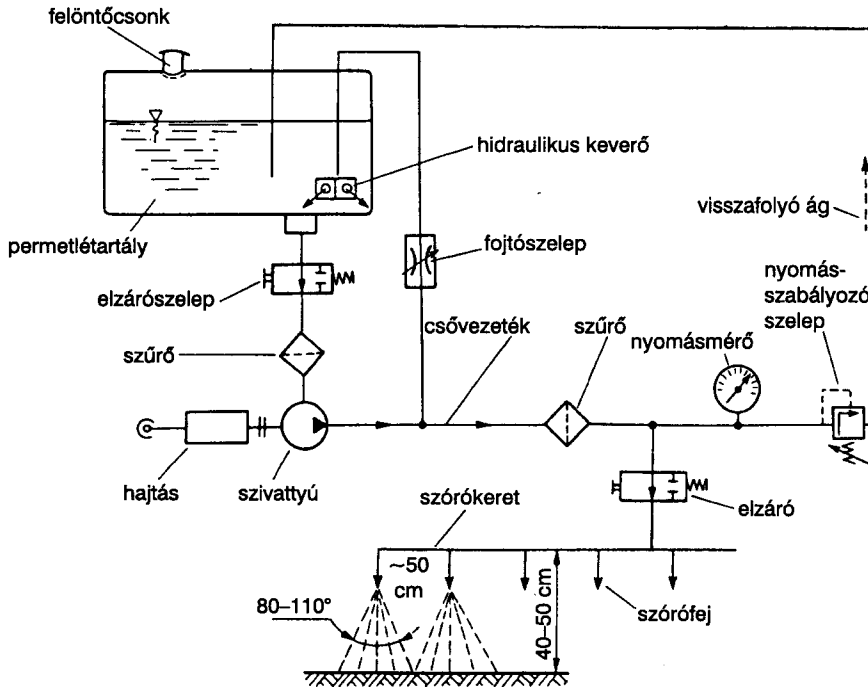 felöntőcsonk
hidraulikus keverő
visszafolyó ág
permetlétartály
fojtószelep
nyomás-
szabályozó
szelep
elzárószelep
csővezeték
szűrő
nyomásmérő
szűrő
hajtás
szivattyú
szórókeret
elzáró
~50
cm
40–50 cm
80–110°
szórófej